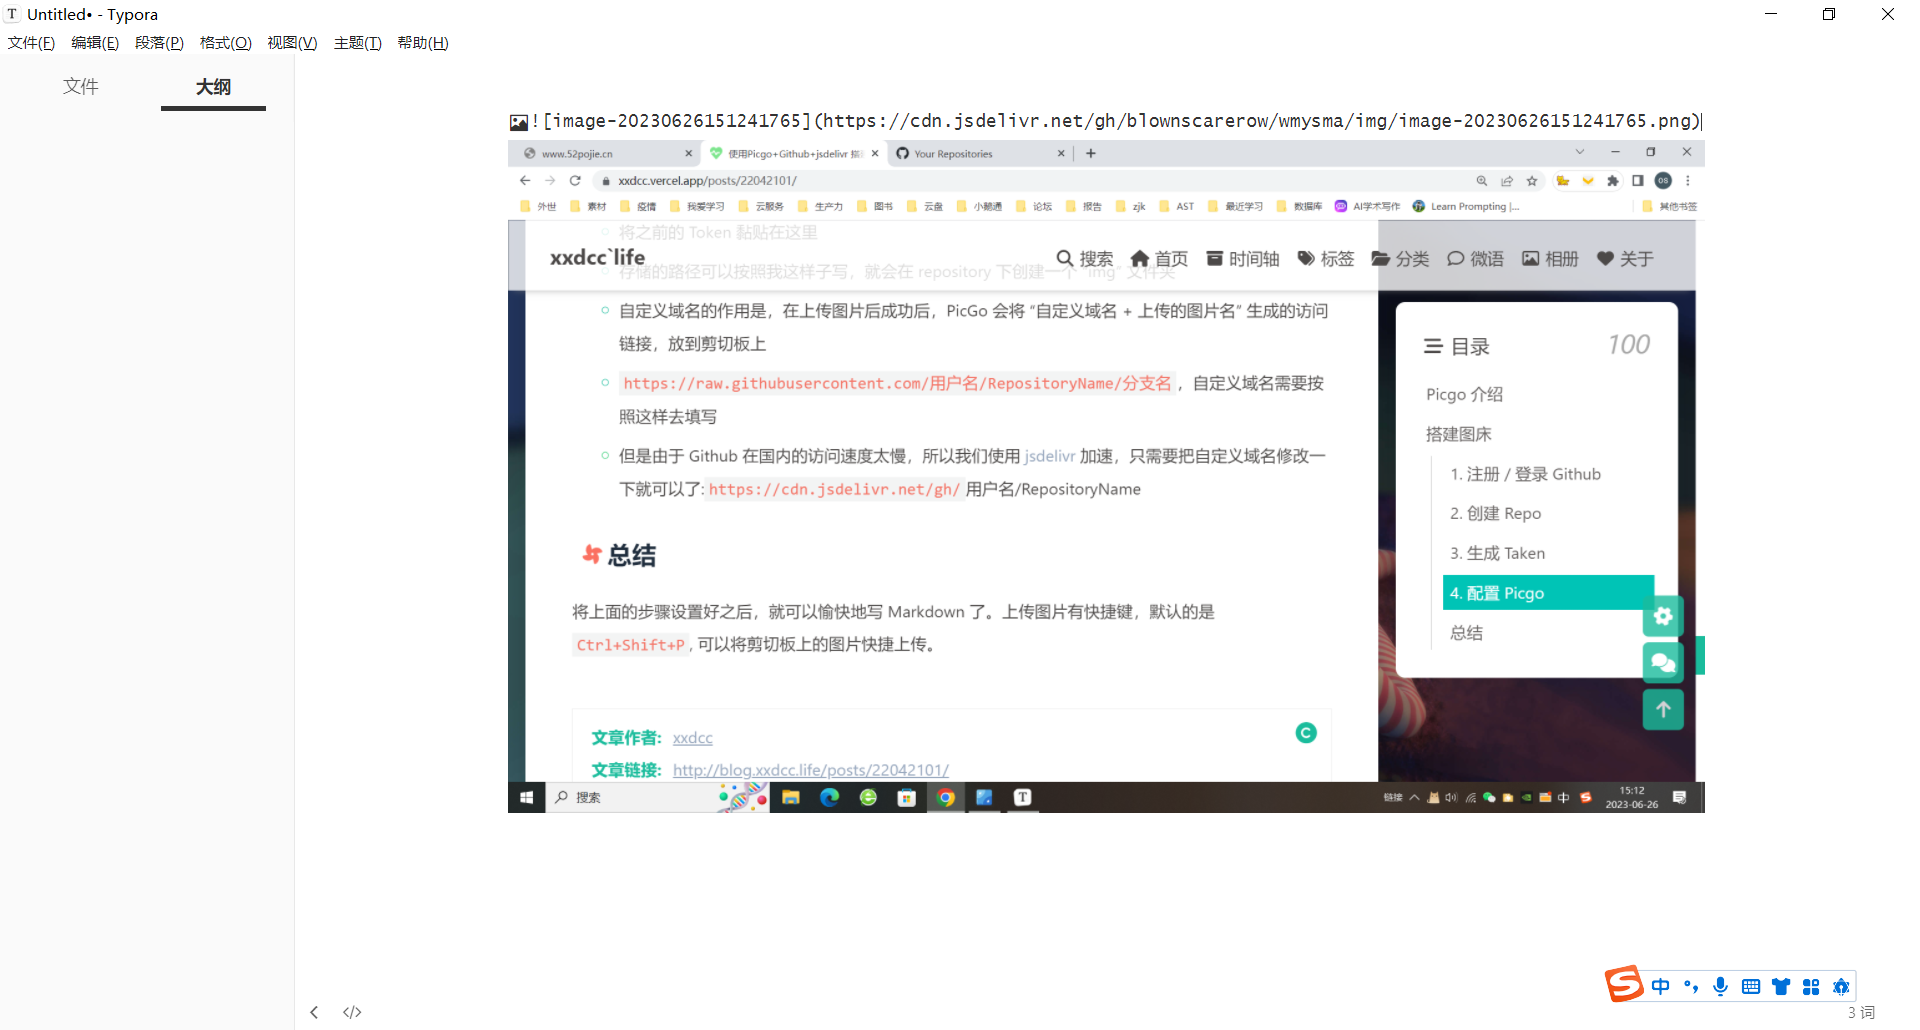 Untitled• - Typora
文件(F) 编辑(E) 段落(P) 格式(O) 视图(V) 主题(T) 帮助(H)
文件 大纲
![image-20230626151241765](https://cdn.jsdelivr.net/gh/blownscarerow/wmysma/img/image-20230626151241765.png)
www.52pojie.cn 使用Picgo+Github+jsdelivr Your Repositories
xxdcc.vercel.app/posts/22042101/
外世 素材 疫情 我爱学习 云服务 生产力 图书 云盘 小鹅通 论坛 报告 zjk AST 最近学习 数据库 AI学术写作 Learn Prompting |... 其他书签
将之前的 Token 黏贴在这里
xxdcc`life 搜索 首页 时间轴 标签 分类 微语 相册 关于
存储的路径可以按照我这样子写，就会在 repository 下创建一个 “img” 文件夹
自定义域名的作用是，在上传图片后成功后，PicGo 会将 “自定义域名 + 上传的图片名” 生成的访问
链接，放到剪切板上
https://raw.githubusercontent.com/用户名/RepositoryName/分支名 ，自定义域名需要按
照这样去填写
但是由于 Github 在国内的访问速度太慢，所以我们使用 jsdelivr 加速，只需要把自定义域名修改一
下就可以了: https://cdn.jsdelivr.net/gh/ 用户名/RepositoryName
总结
将上面的步骤设置好之后，就可以愉快地写 Markdown 了。上传图片有快捷键，默认的是
Ctrl+Shift+P , 可以将剪切板上的图片快捷上传。
文章作者: xxdcc
文章链接: http://blog.xxdcc.life/posts/22042101/
目录 100
Picgo 介绍
搭建图床
1. 注册 / 登录 Github
2. 创建 Repo
3. 生成 Taken
4. 配置 Picgo
总结
搜索 链接 中 15:12
2023-06-26
中
3 词